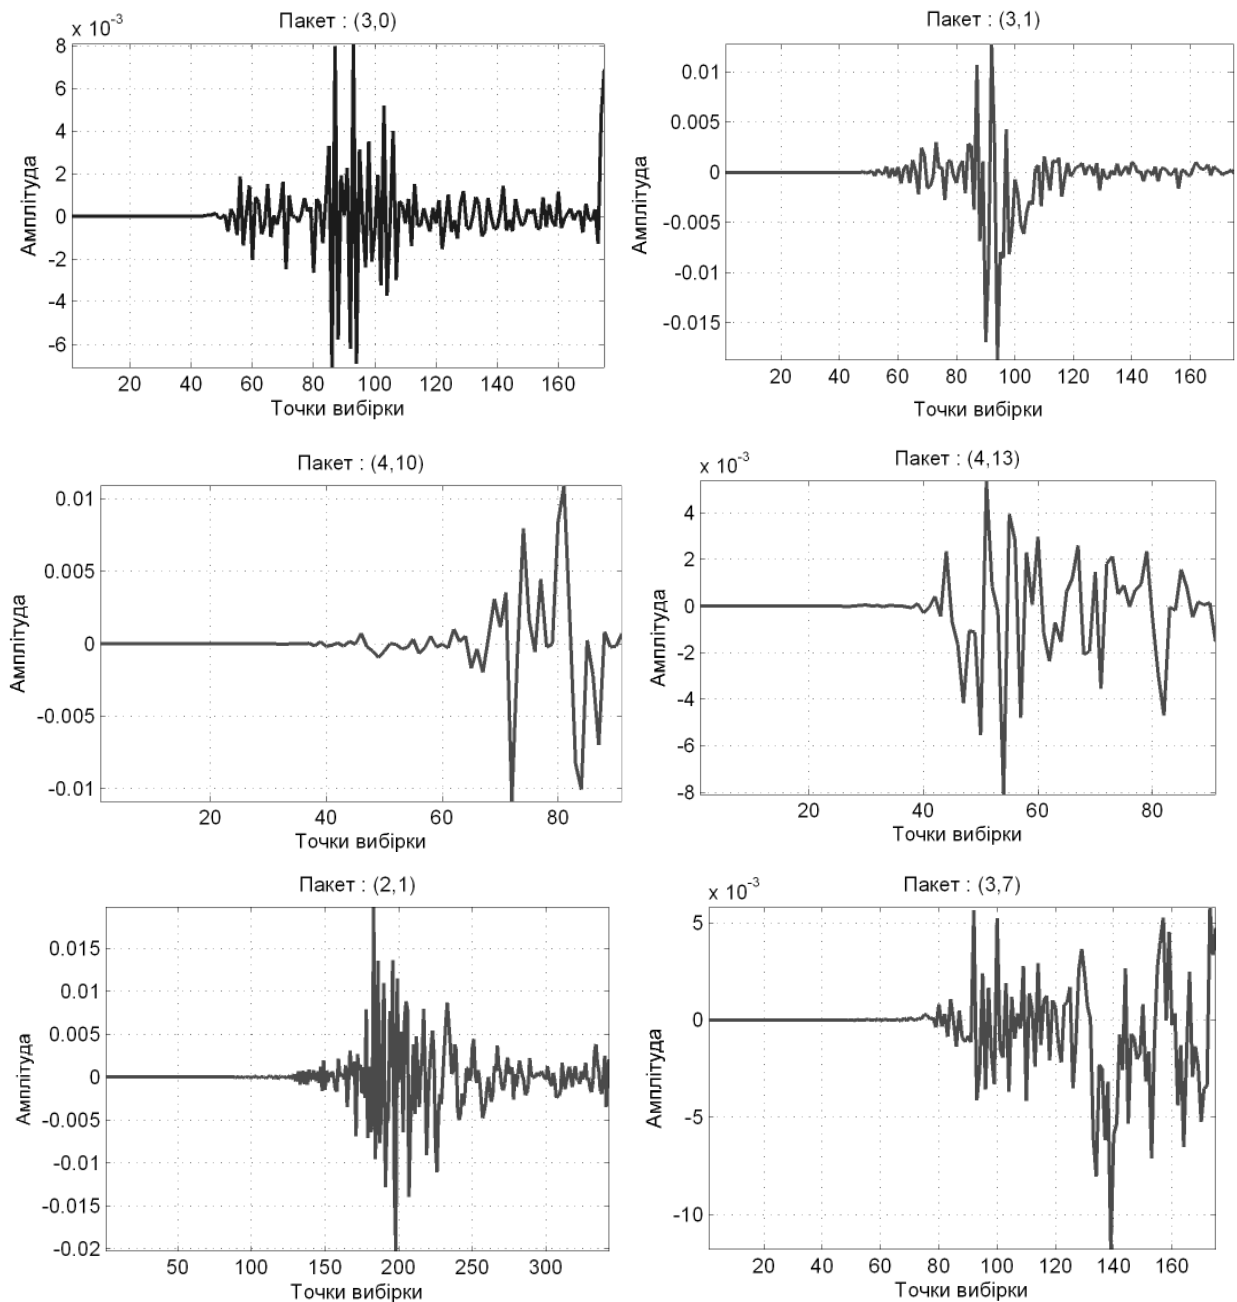 Пакет : (3,0)
x 10-3
8
6
4
2
0
-2
-4
-6
Амплітуда
20 40 60 80 100 120 140 160
Точки вибірки
Пакет : (3,1)
0.01
0.005
0
-0.005
-0.01
-0.015
Амплітуда
20 40 60 80 100 120 140 160
Точки вибірки
Пакет : (4,10)
0.01
0.005
0
-0.005
-0.01
Амплітуда
20 40 60 80
Точки вибірки
Пакет : (4,13)
x 10-3
4
2
0
-2
-4
-6
-8
Амплітуда
20 40 60 80
Точки вибірки
Пакет : (2,1)
0.015
0.01
0.005
0
-0.005
-0.01
-0.015
-0.02
Амплітуда
50 100 150 200 250 300
Точки вибірки
Пакет : (3,7)
x 10-3
5
0
-5
-10
Амплітуда
20 40 60 80 100 120 140 160
Точки вибірки